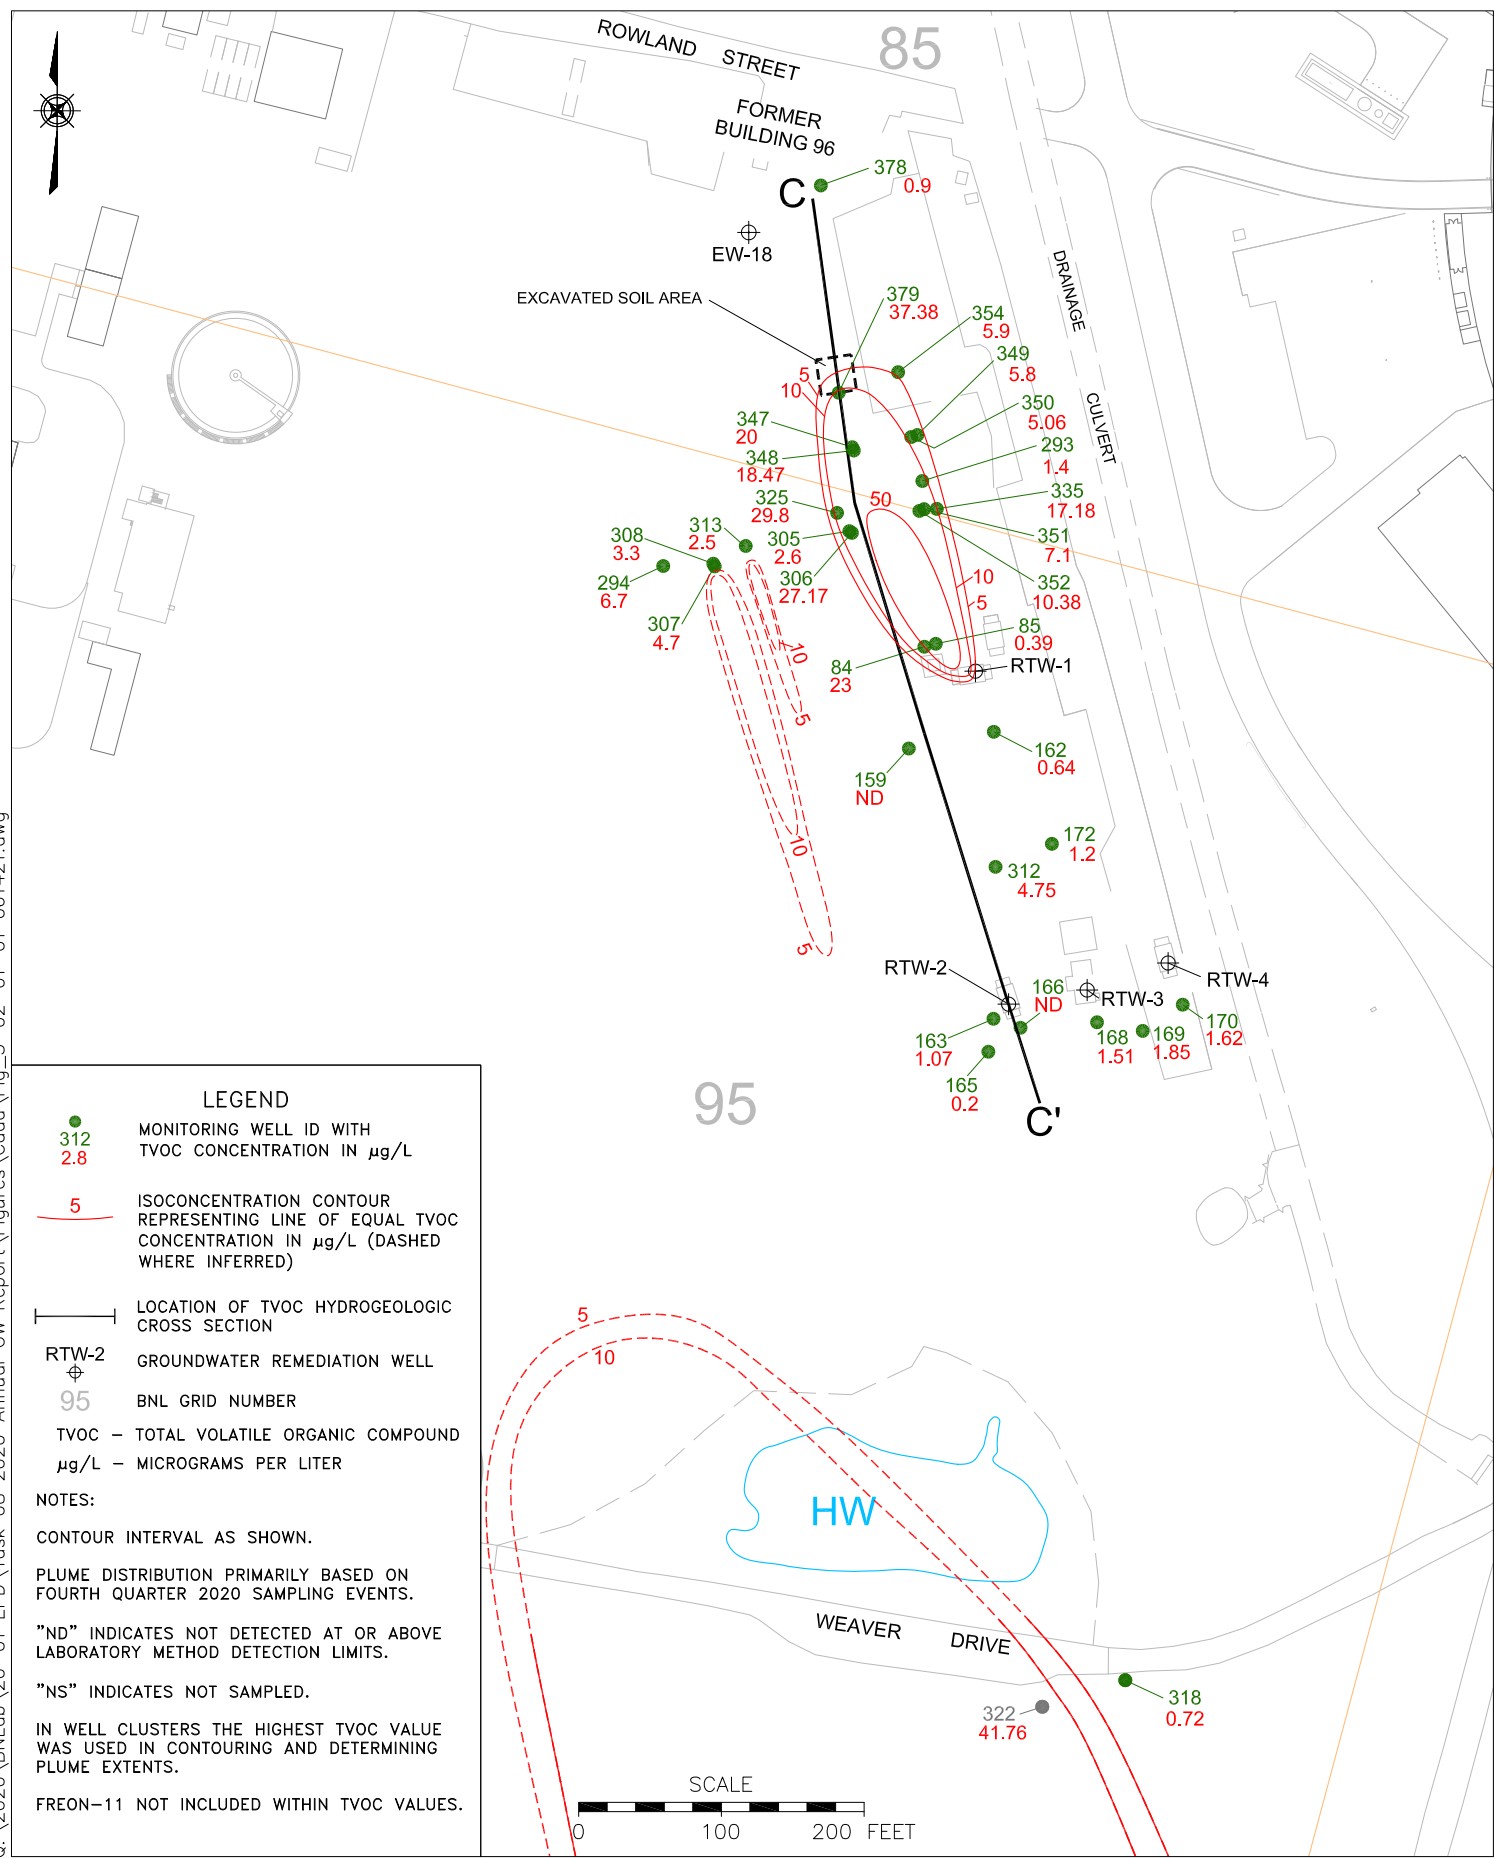 ROWLAND STREET
85
FORMER
BUILDING 96
378
0.9
C
EW-18
EXCAVATED SOIL AREA
DRAINAGE
CULVERT
379
37.38
354
5.9
349
5.8
5
10
350
5.06
347
20
348
18.47
293
1.4
50
335
17.18
325
29.8
313
2.5
305
2.6
351
7.1
308
3.3
306
27.17
10
352
10.38
294
6.7
5
307
4.7
85
0.39
10
84
23
RTW-1
5
162
0.64
159
ND
172
1.2
10
312
4.75
5
RTW-2
166
ND
RTW-3
RTW-4
163
1.07
168
1.51
169
1.85
170
1.62
165
0.2
95
C'
LEGEND
312
2.8
MONITORING WELL ID WITH
TVOC CONCENTRATION IN µg/L
5
ISOCONCENTRATION CONTOUR
REPRESENTING LINE OF EQUAL TVOC
CONCENTRATION IN µg/L (DASHED
WHERE INFERRED)
LOCATION OF TVOC HYDROGEOLOGIC
CROSS SECTION
RTW-2
GROUNDWATER REMEDIATION WELL
95
BNL GRID NUMBER
TVOC – TOTAL VOLATILE ORGANIC COMPOUND
µg/L – MICROGRAMS PER LITER
NOTES:
CONTOUR INTERVAL AS SHOWN.
PLUME DISTRIBUTION PRIMARILY BASED ON
FOURTH QUARTER 2020 SAMPLING EVENTS.
"ND" INDICATES NOT DETECTED AT OR ABOVE
LABORATORY METHOD DETECTION LIMITS.
"NS" INDICATES NOT SAMPLED.
IN WELL CLUSTERS THE HIGHEST TVOC VALUE
WAS USED IN CONTOURING AND DETERMINING
PLUME EXTENTS.
FREON–11 NOT INCLUDED WITHIN TVOC VALUES.
5
10
HW
WEAVER DRIVE
318
0.72
322
41.76
SCALE
0 100 200 FEET